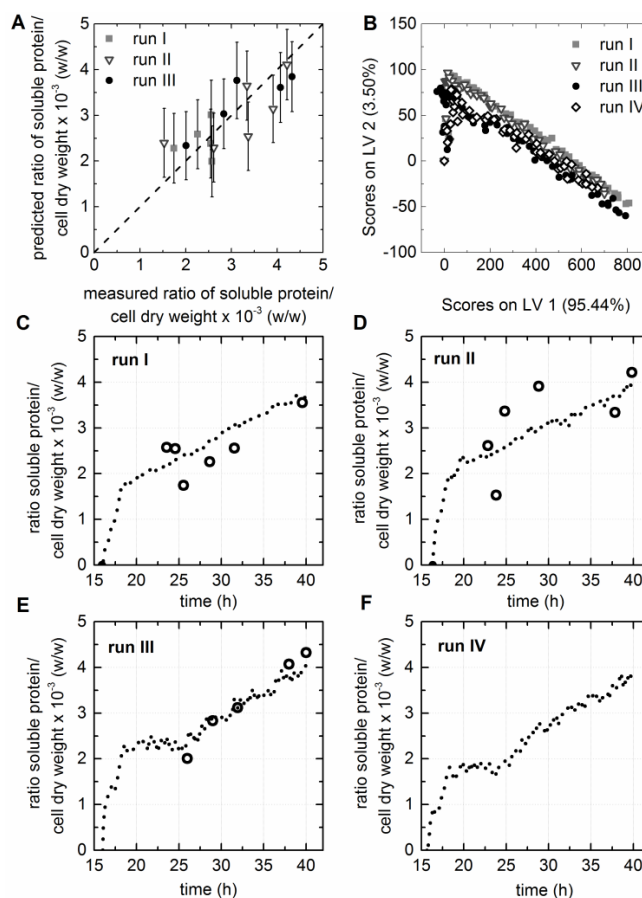 A
run I
run II
run III
predicted ratio of soluble protein/
cell dry weight x 10⁻³ (w/w)
5
4
3
2
1
0
0 1 2 3 4 5
measured ratio of soluble protein/
cell dry weight x 10⁻³ (w/w)
B
run I
run II
run III
run IV
Scores on LV 2 (3.50%)
150
100
50
0
-50
-100
0 200 400 600 800
Scores on LV 1 (95.44%)
C
run I
ratio soluble protein/
cell dry weight x 10⁻³ (w/w)
5
4
3
2
1
0
15 20 25 30 35 40
time (h)
D
run II
ratio soluble protein/
cell dry weight x 10⁻³ (w/w)
5
4
3
2
1
0
15 20 25 30 35 40
time (h)
E
run III
ratio soluble protein/
cell dry weight x 10⁻³ (w/w)
5
4
3
2
1
0
15 20 25 30 35 40
time (h)
F
run IV
ratio soluble protein/
cell dry weight x 10⁻³ (w/w)
5
4
3
2
1
0
15 20 25 30 35 40
time (h)